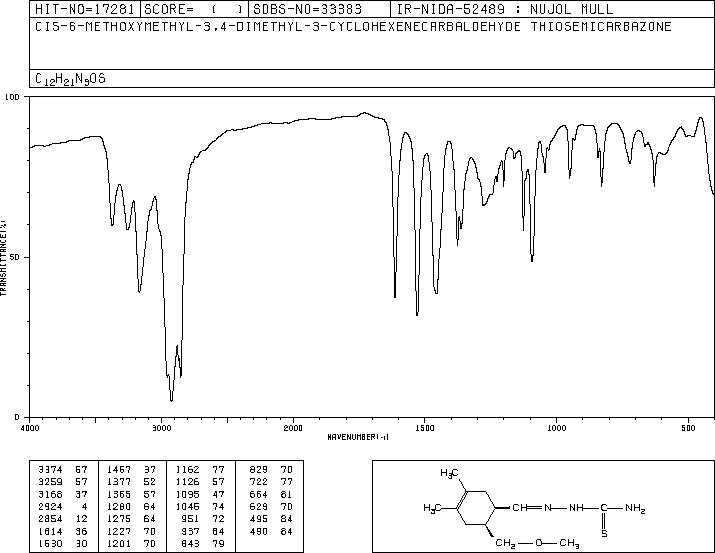 HIT-NO=17281 SCORE= ( ) SDBS-NO=33383 IR-NIDA-52489 : NUJOL MULL
CIS-6-METHOXYMETHYL-3,4-DIMETHYL-3-CYCLOHEXENECARBALDEHYDE THIOSEMICARBAZONE
C12H21N3OS
100
50
0
TRANSMITTANCE(%)
4000 3000 2000 1500 1000 500
WAVENUMBER(-1)
3374 57 1467 37 1162 77 829 70
3259 57 1377 52 1126 57 722 77
3168 37 1365 57 1095 47 664 81
2924 4 1280 64 1046 74 629 70
2854 12 1275 64 951 72 495 84
1614 36 1227 70 937 84 490 84
1530 30 1201 70 843 79
H3C
H3C
CH N NH C NH2
S
CH2 O CH3